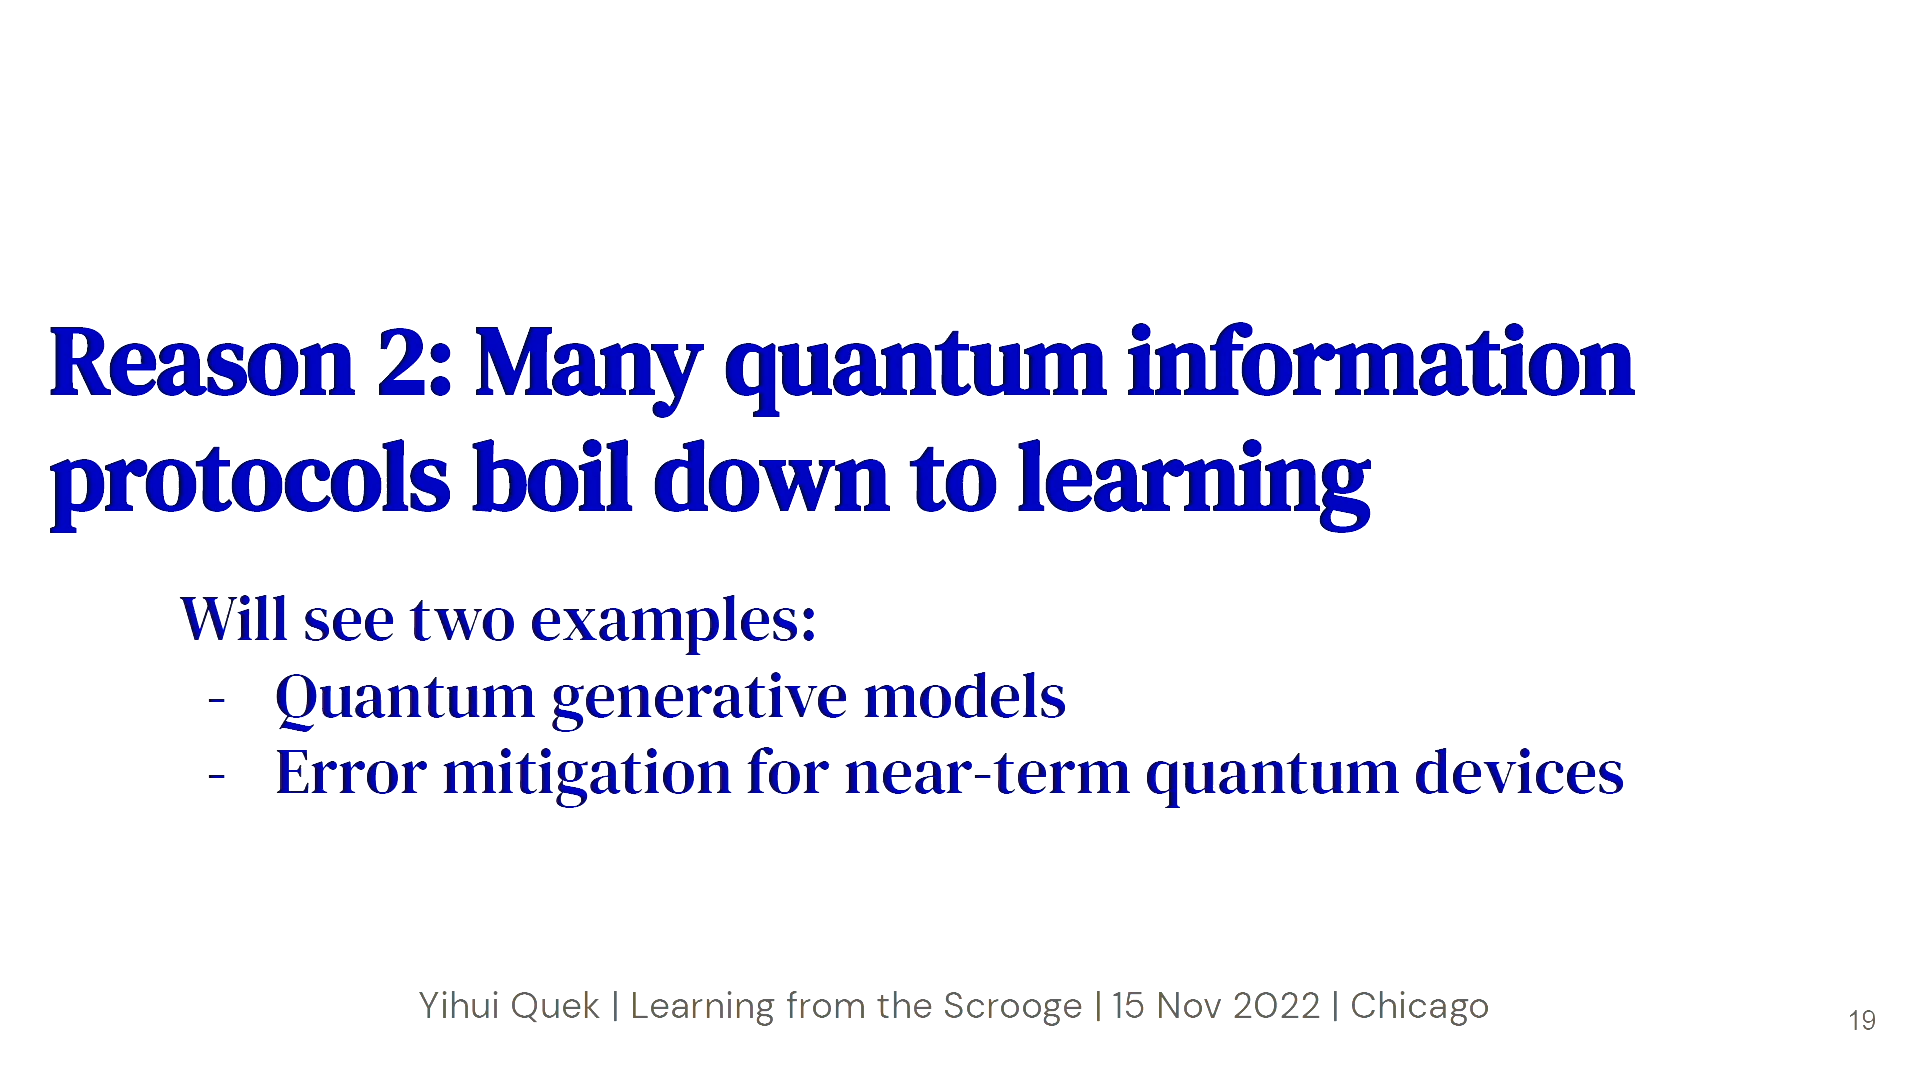 Reason 2: Many quantum information
protocols boil down to learning
Will see two examples:
- Quantum generative models
- Error mitigation for near-term quantum devices
Yihui Quek | Learning from the Scrooge | 15 Nov 2022 | Chicago
19